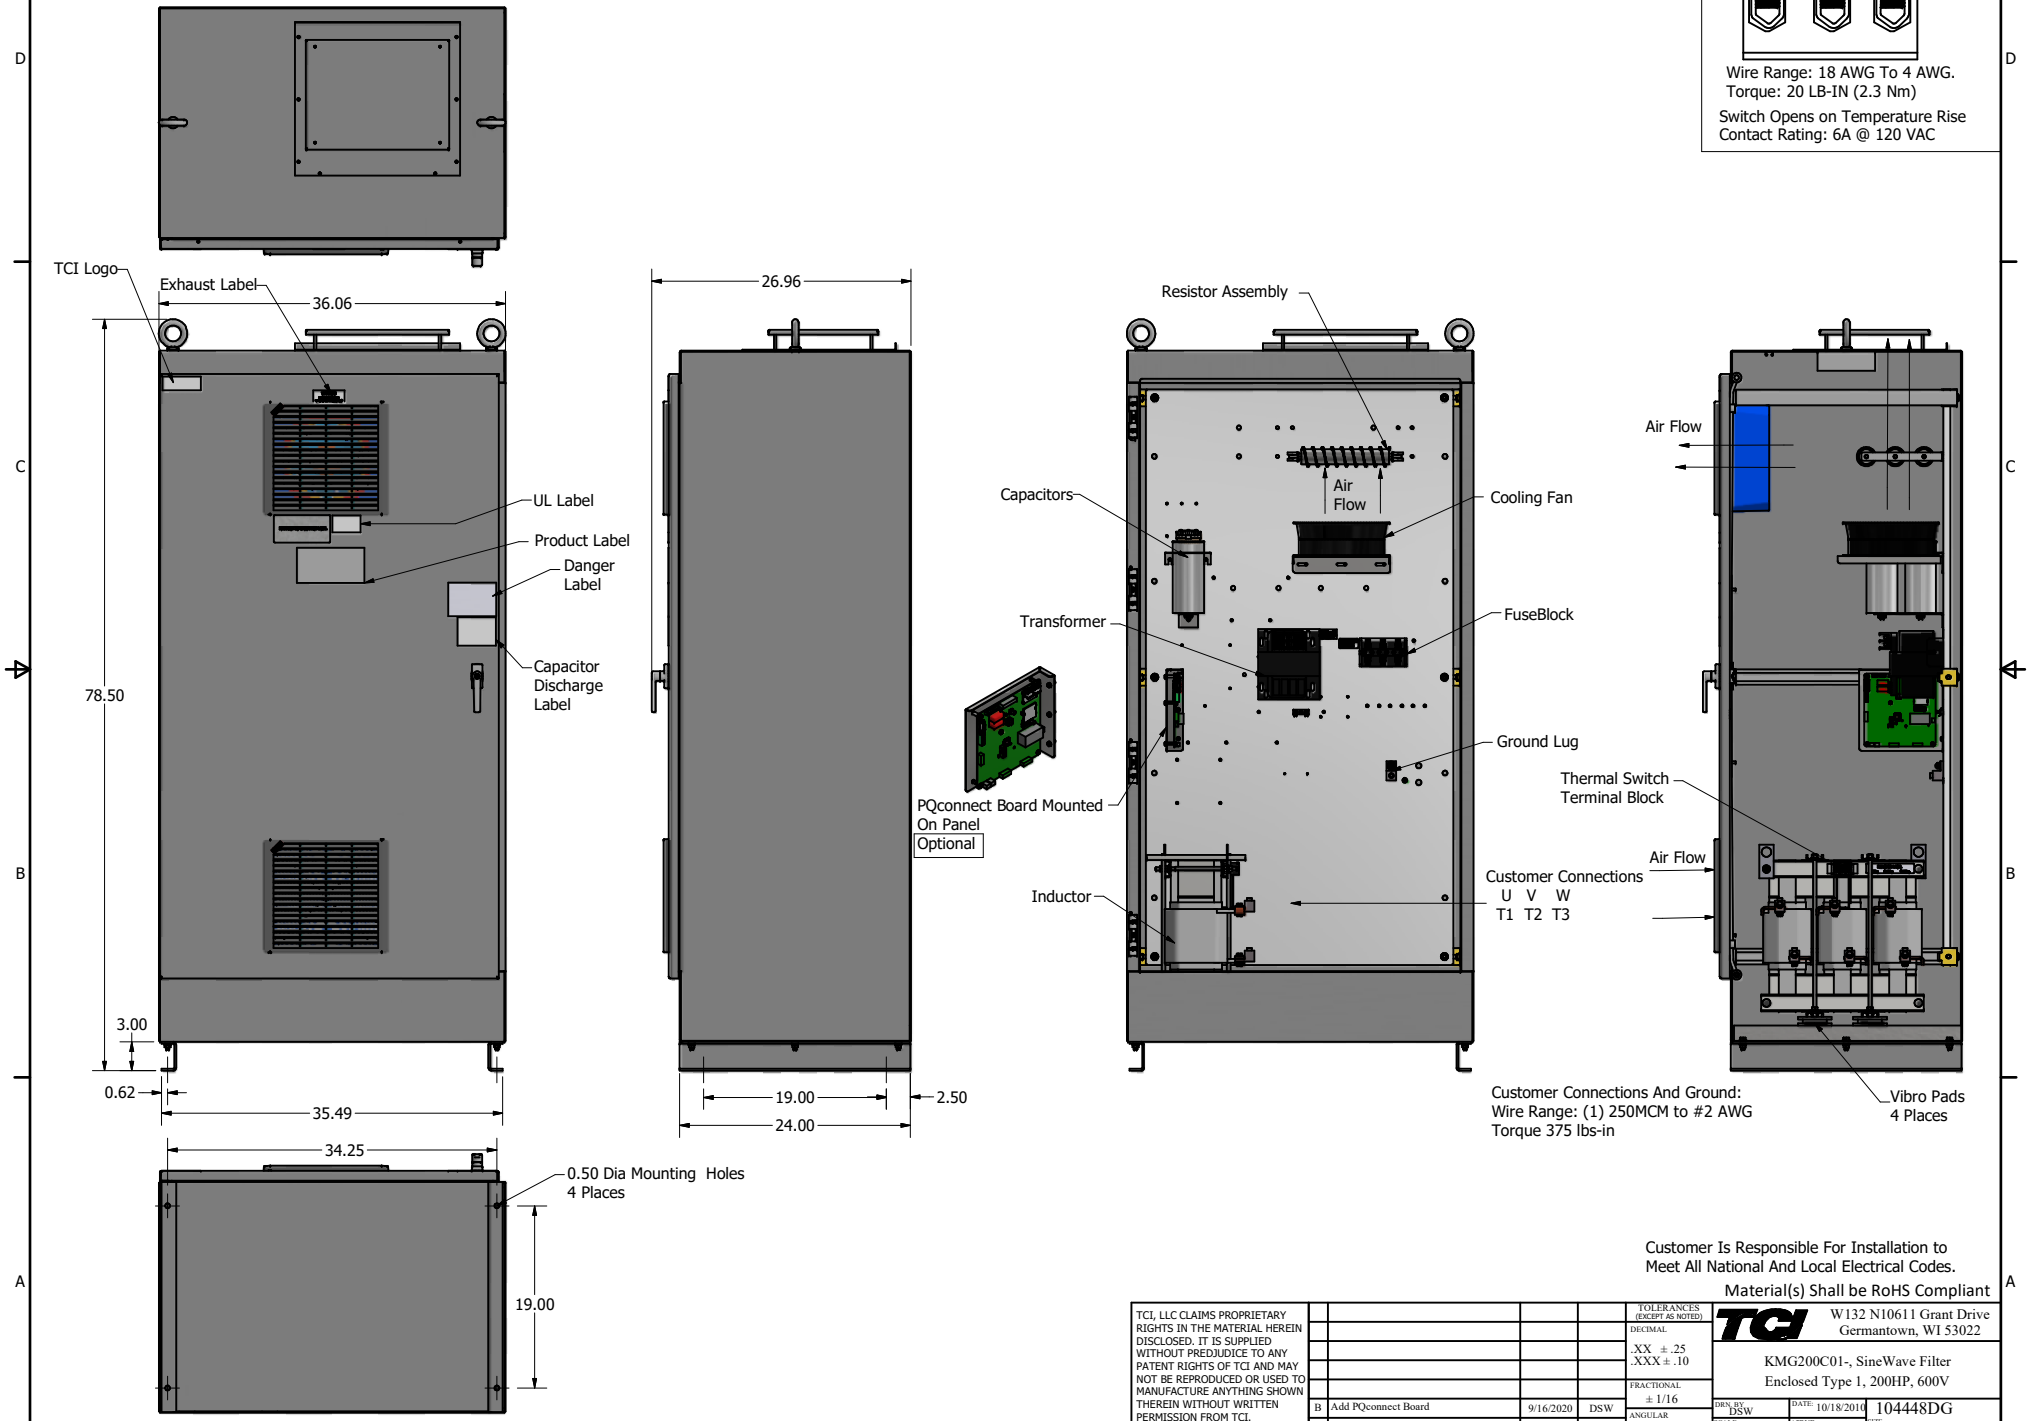 D
D
Wire Range: 18 AWG To 4 AWG.
Torque: 20 LB-IN (2.3 Nm)
Switch Opens on Temperature Rise
Contact Rating: 6A @ 120 VAC
TCI Logo
Exhaust Label
36.06
26.96
Resistor Assembly
Air Flow
C
C
Air
Flow
Capacitors
Cooling Fan
UL Label
Product Label
Danger
Label
Transformer
FuseBlock
Capacitor
Discharge
Label
78.50
Ground Lug
Thermal Switch
Terminal Block
PQconnect Board Mounted
On Panel
Optional
Air Flow
B
B
Inductor
Customer Connections
U V W
T1 T2 T3
3.00
0.62
35.49
19.00
2.50
24.00
Customer Connections And Ground:
Wire Range: (1) 250MCM to #2 AWG
Torque 375 lbs-in
Vibro Pads
4 Places
34.25
0.50 Dia Mounting Holes
4 Places
19.00
Customer Is Responsible For Installation to
Meet All National And Local Electrical Codes.
A
A
Material(s) Shall be RoHS Compliant
TCI, LLC CLAIMS PROPRIETARY
RIGHTS IN THE MATERIAL HEREIN
DISCLOSED. IT IS SUPPLIED
WITHOUT PREDJUDICE TO ANY
PATENT RIGHTS OF TCI AND MAY
NOT BE REPRODUCED OR USED TO
MANUFACTURE ANYTHING SHOWN
THEREIN WITHOUT WRITTEN
PERMISSION FROM TCI.
B Add PQconnect Board 9/16/2020 DSW
TOLERANCES
(EXCEPT AS NOTED)
DECIMAL
.XX ± .25
.XXX ± .10
FRACTIONAL
± 1/16
ANGULAR
TCI
W132 N10611 Grant Drive
Germantown, WI 53022
KMG200C01-, SineWave Filter
Enclosed Type 1, 200HP, 600V
DRN. BY
DSW
DATE: 10/18/2010
104448DG